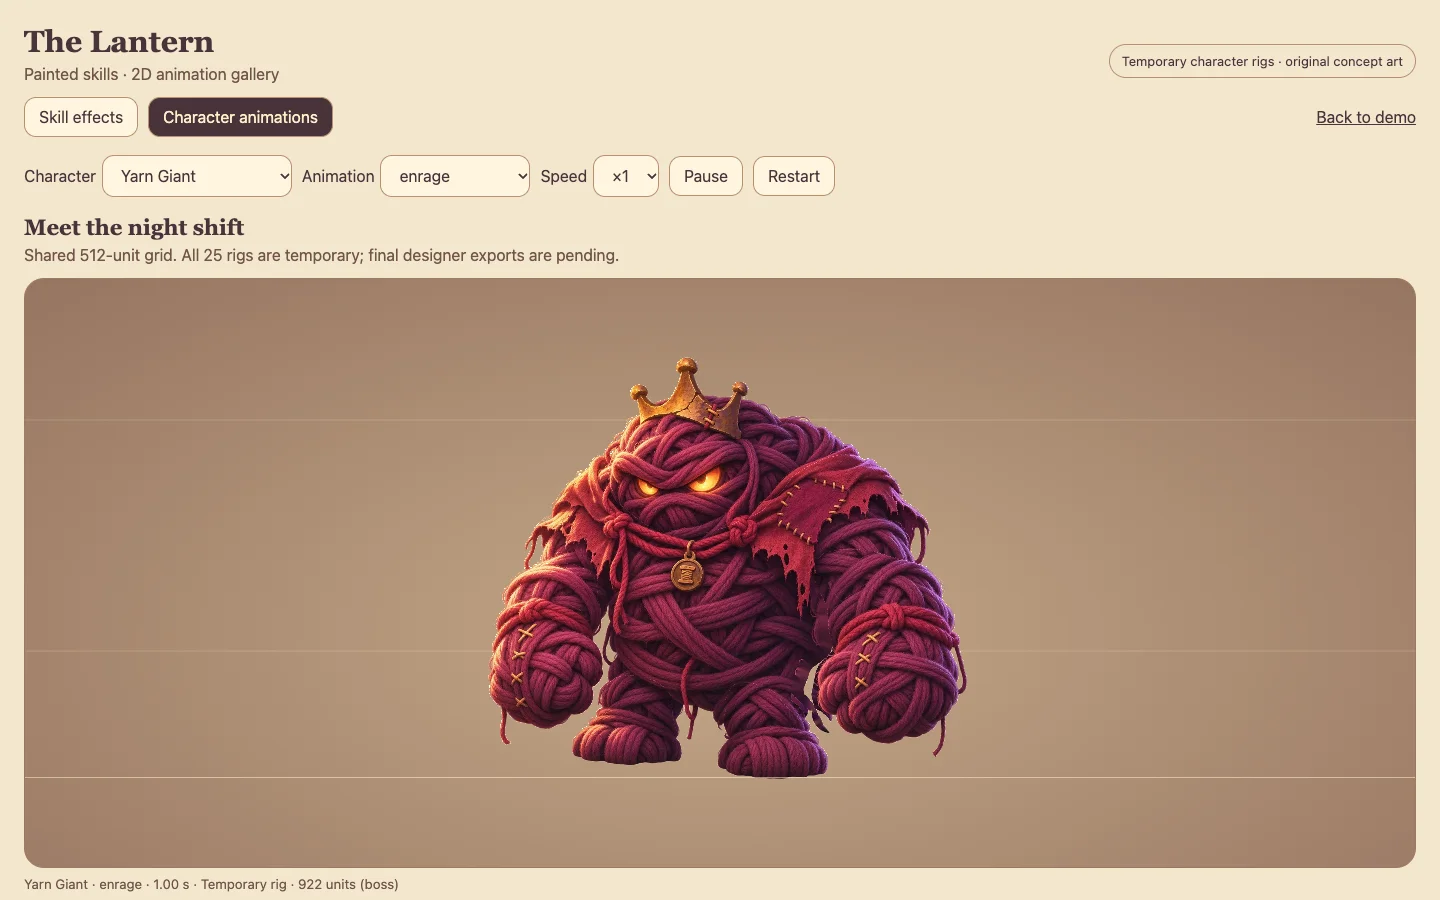 The Lantern
Painted skills · 2D animation gallery
Temporary character rigs · original concept art
Skill effects
Character animations
Back to demo
Character
Yarn Giant
Animation
enrage
Speed
×1
Pause
Restart
Meet the night shift
Shared 512-unit grid. All 25 rigs are temporary; final designer exports are pending.
Yarn Giant · enrage · 1.00 s · Temporary rig · 922 units (boss)